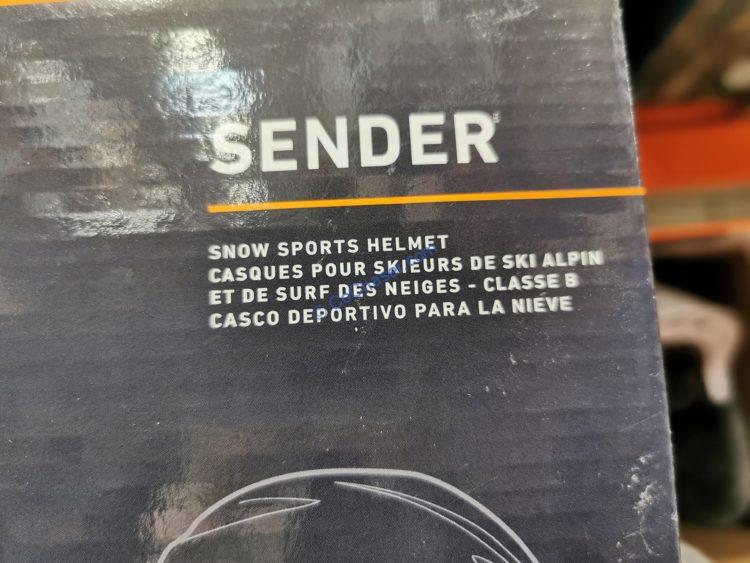 SENDER™
SNOW SPORTS HELMET
CASQUES POUR SKIEURS DE SKI ALPIN
ET DE SURF DES NEIGES - CLASSE B
CASCO DEPORTIVO PARA LA NIEVE